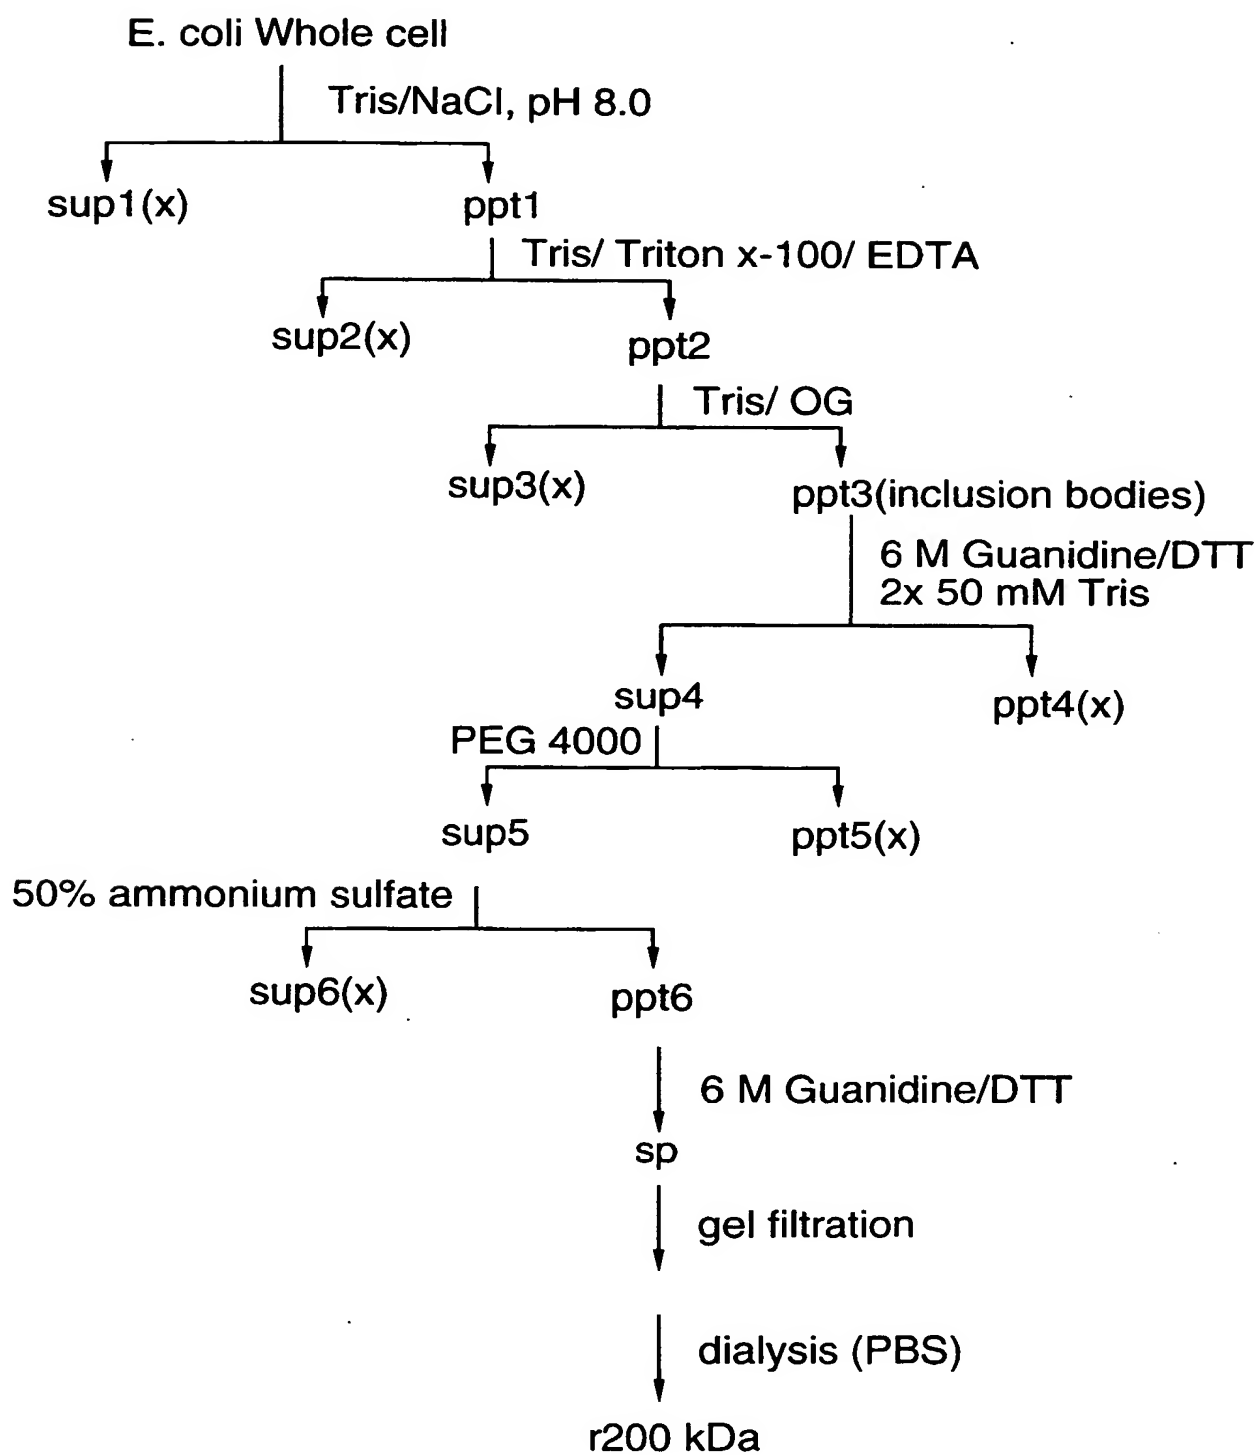 E. coli Whole cell
Tris/NaCl, pH 8.0
sup1(x)
ppt1
Tris/ Triton x-100/ EDTA
sup2(x)
ppt2
Tris/ OG
sup3(x)
ppt3(inclusion bodies)
6 M Guanidine/DTT
2x 50 mM Tris
sup4
ppt4(x)
PEG 4000
sup5
ppt5(x)
50% ammonium sulfate
sup6(x)
ppt6
6 M Guanidine/DTT
sp
gel filtration
dialysis (PBS)
r200 kDa